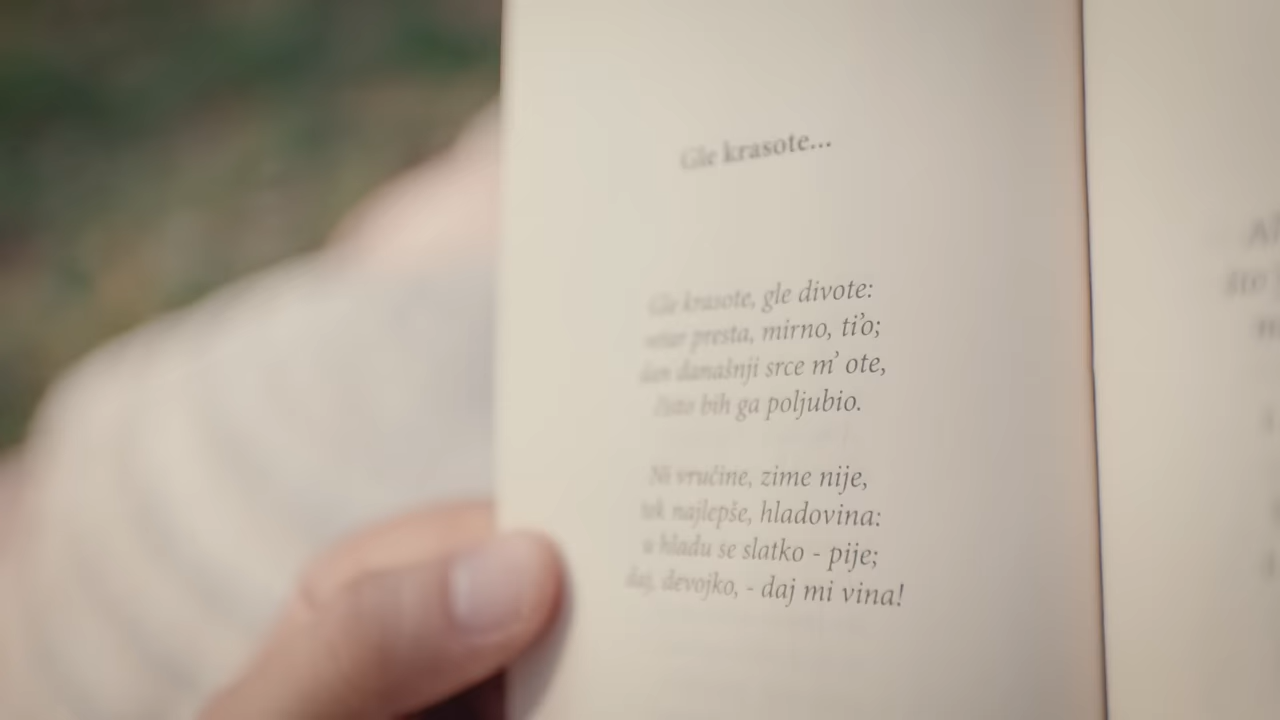 Gle krasote...
Gle krasote, gle divote:
vetar presta, mirno, ti’o;
dan današnji srce m’ ote,
čisto bih ga poljubio.
Ni vrućine, zime nije,
tek najlepše, hladovina:
u hladu se slatko - pije;
daj, devojko, - daj mi vina!